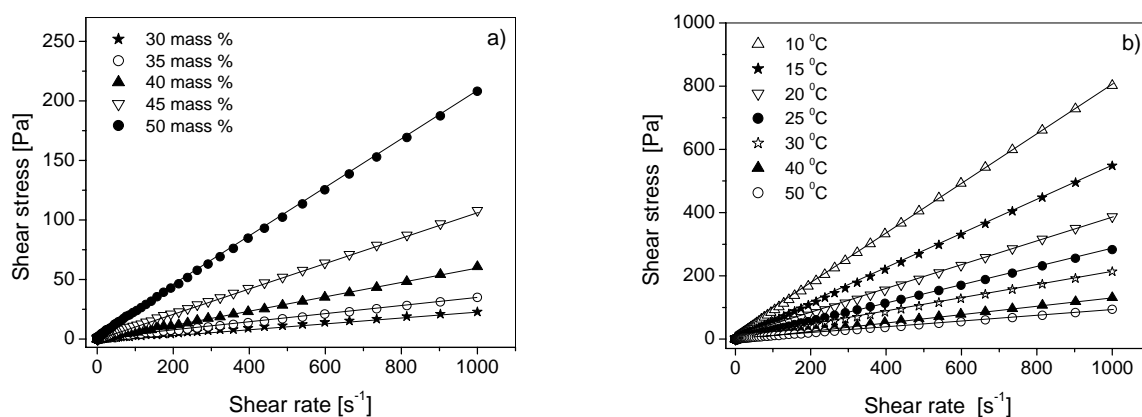 a)
30 mass %
35 mass %
40 mass %
45 mass %
50 mass %
250
200
150
100
50
0
Shear stress [Pa]
0 200 400 600 800 1000
Shear rate [s⁻¹]
b)
10 ⁰C
15 ⁰C
20 ⁰C
25 ⁰C
30 ⁰C
40 ⁰C
50 ⁰C
1000
800
600
400
200
0
Shear stress [Pa]
0 200 400 600 800 1000
Shear rate [s⁻¹]